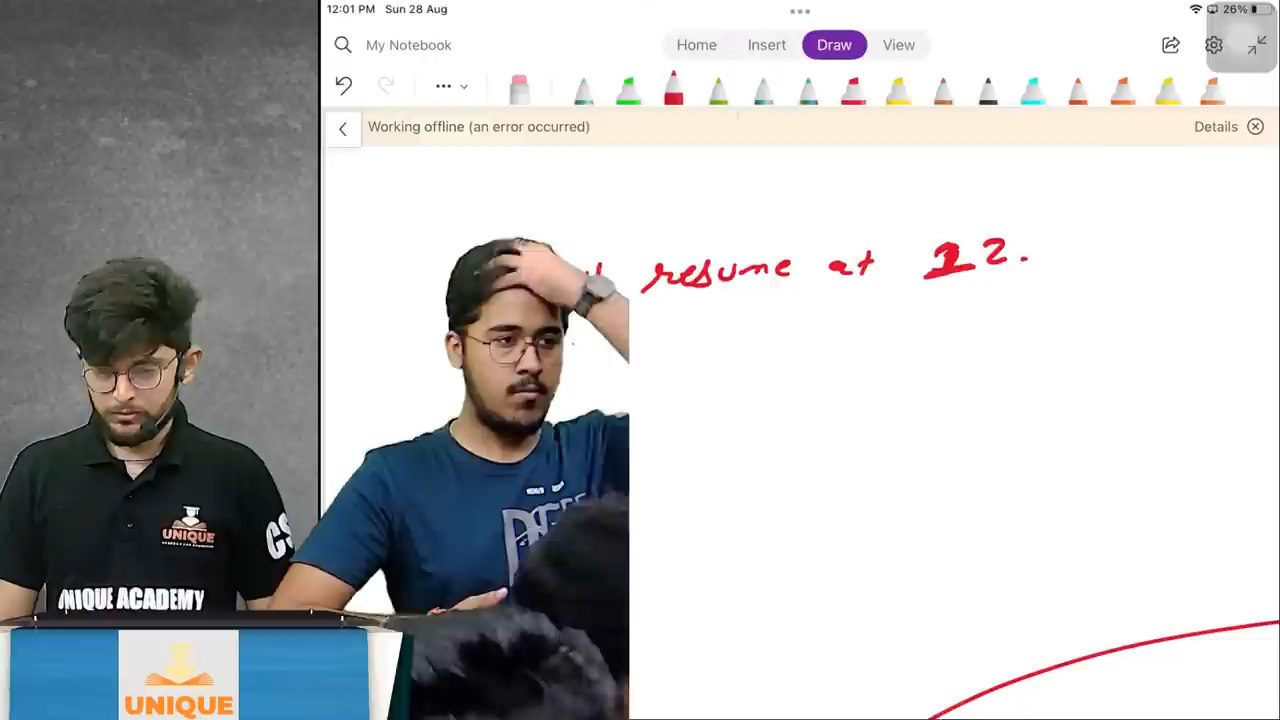 12:01 PM Sun 28 Aug
26%
My Notebook
Home Insert Draw View
Working offline (an error occurred)
Details
resume at 12.
UNIQUE
CS
UNIQUE ACADEMY
UNIQUE